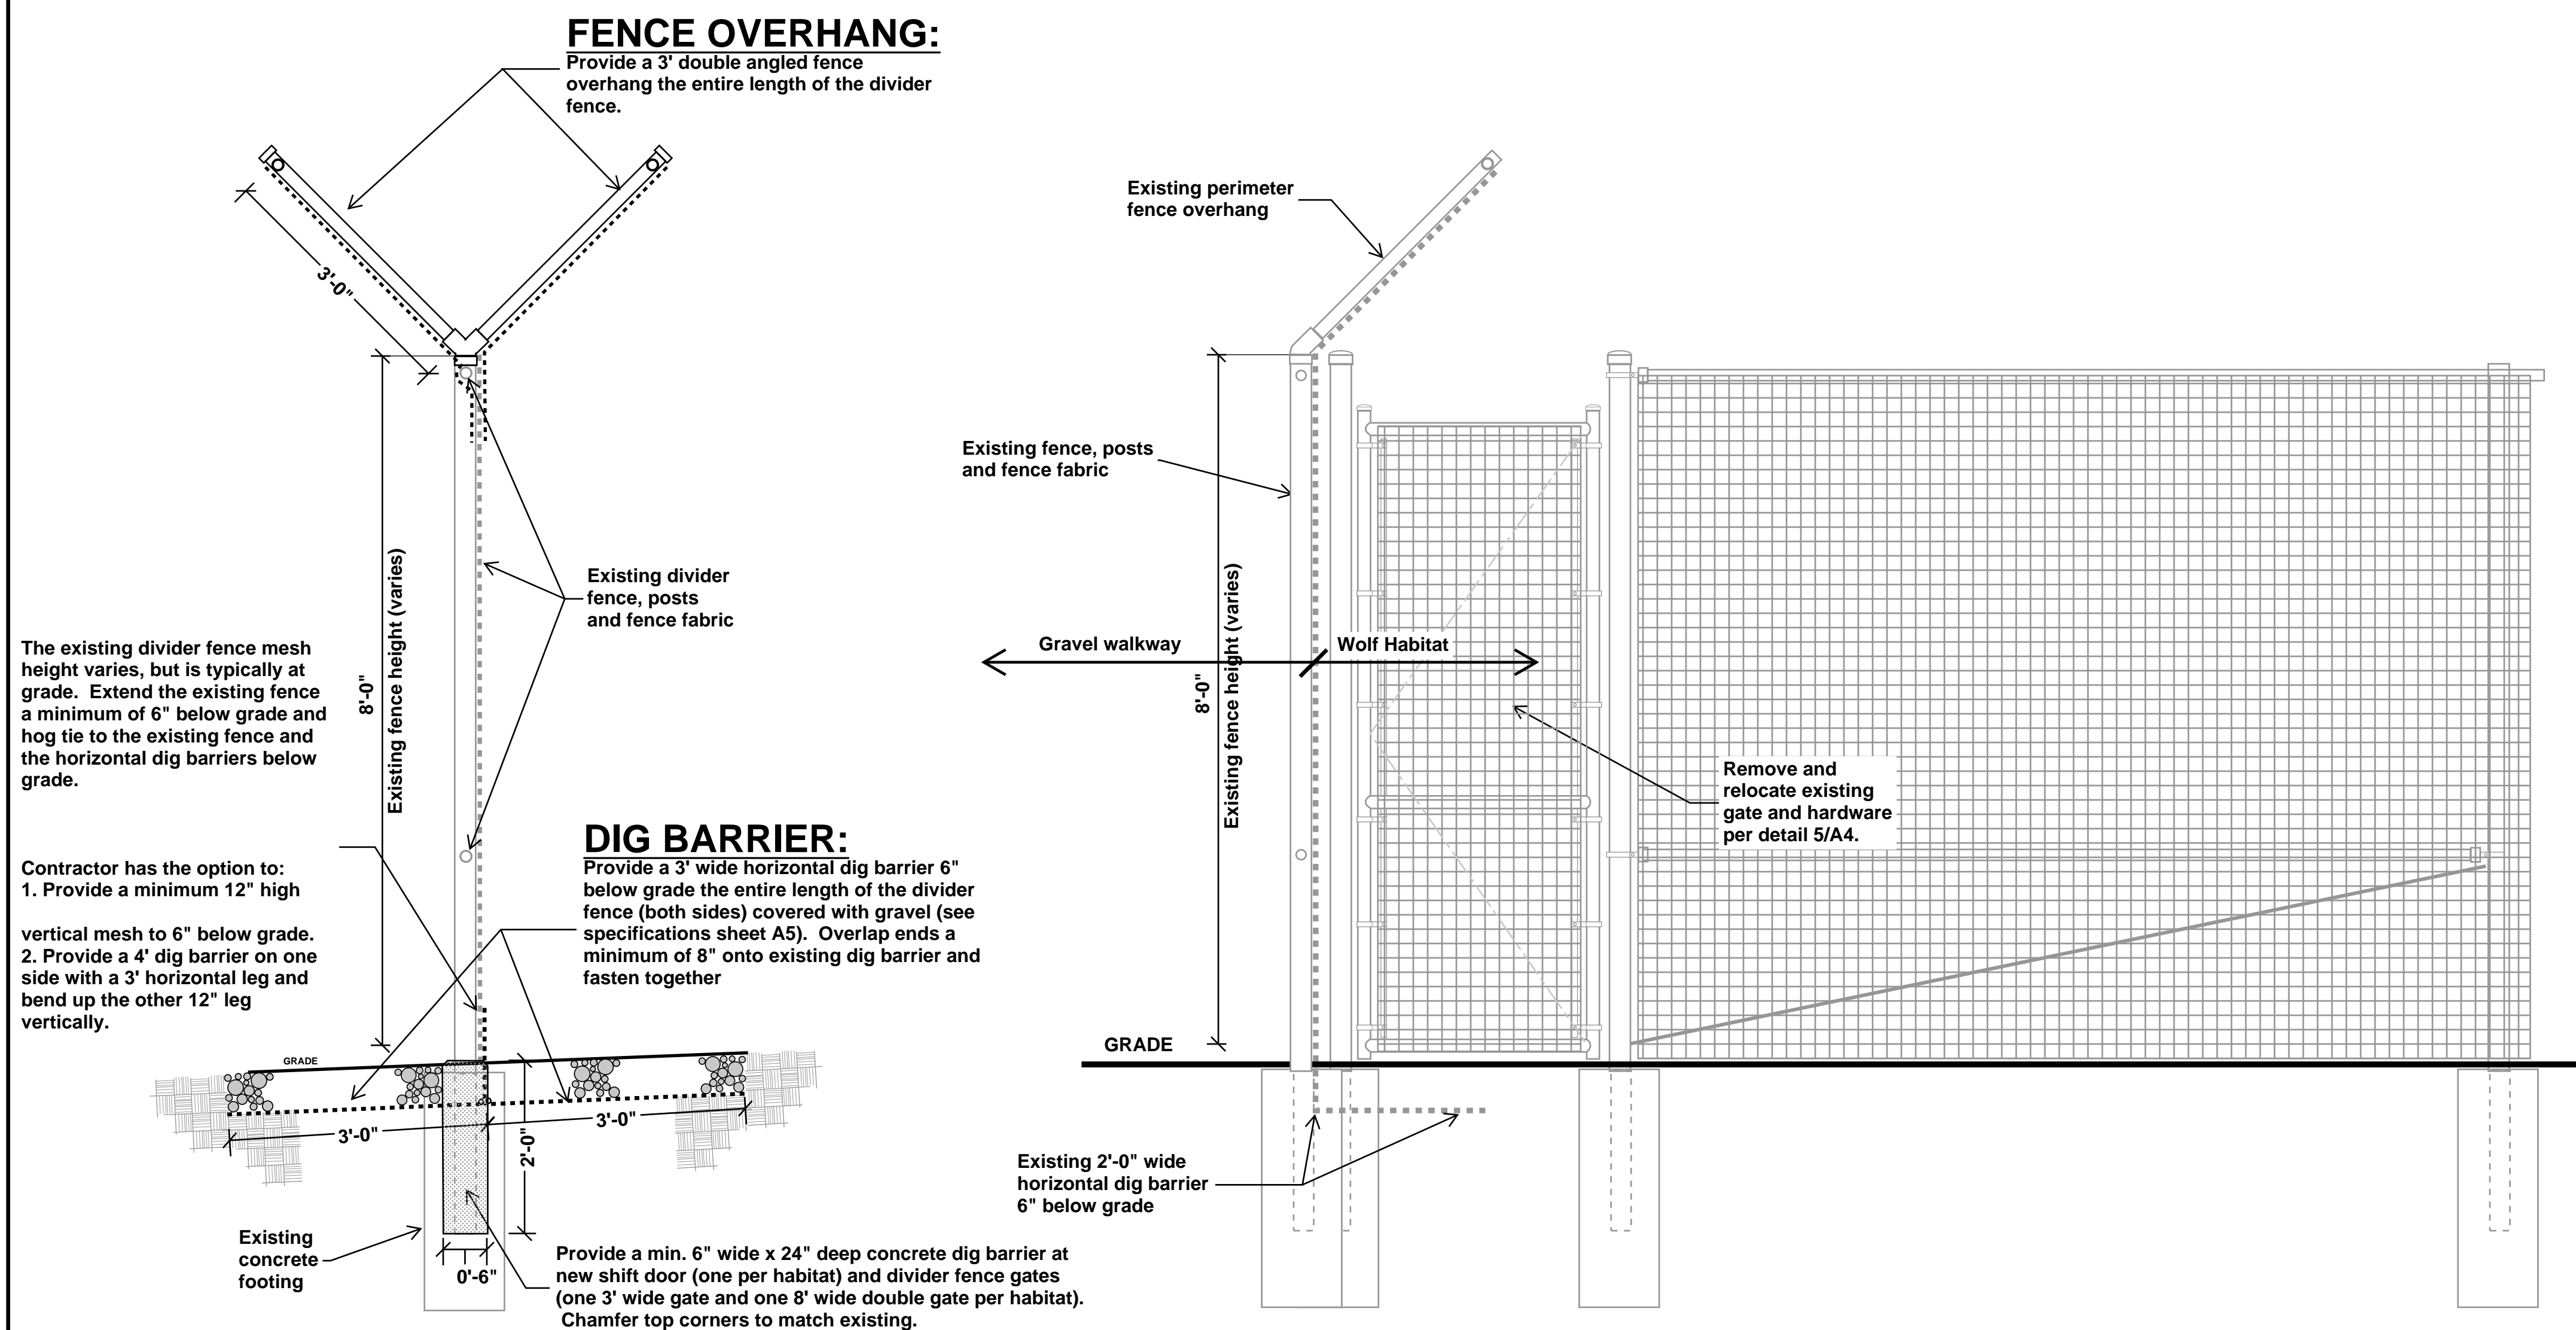 FENCE OVERHANG:
Provide a 3' double angled fence
overhang the entire length of the divider
fence.
3'-0"
8'-0"
Existing fence height (varies)
Existing divider
fence, posts
and fence fabric
The existing divider fence mesh
height varies, but is typically at
grade.  Extend the existing fence
a minimum of 6" below grade and
hog tie to the existing fence and
the horizontal dig barriers below
grade.
Contractor has the option to:
1. Provide a minimum 12" high
vertical mesh to 6" below grade.
2. Provide a 4' dig barrier on one
side with a 3' horizontal leg and
bend up the other 12" leg
vertically.
DIG BARRIER:
Provide a 3' wide horizontal dig barrier 6"
below grade the entire length of the divider
fence (both sides) covered with gravel (see
specifications sheet A5).  Overlap ends a
minimum of 8" onto existing dig barrier and
fasten together
GRADE
3'-0"
3'-0"
2'-0"
0'-6"
Existing
concrete
footing
Provide a min. 6" wide x 24" deep concrete dig barrier at
new shift door (one per habitat) and divider fence gates
(one 3' wide gate and one 8' wide double gate per habitat).
Chamfer top corners to match existing.
Existing perimeter
fence overhang
Existing fence, posts
and fence fabric
Gravel walkway
Wolf Habitat
8'-0"
Existing fence height (varies)
Remove and
relocate existing
gate and hardware
per detail 5/A4.
GRADE
Existing 2'-0" wide
horizontal dig barrier
6" below grade